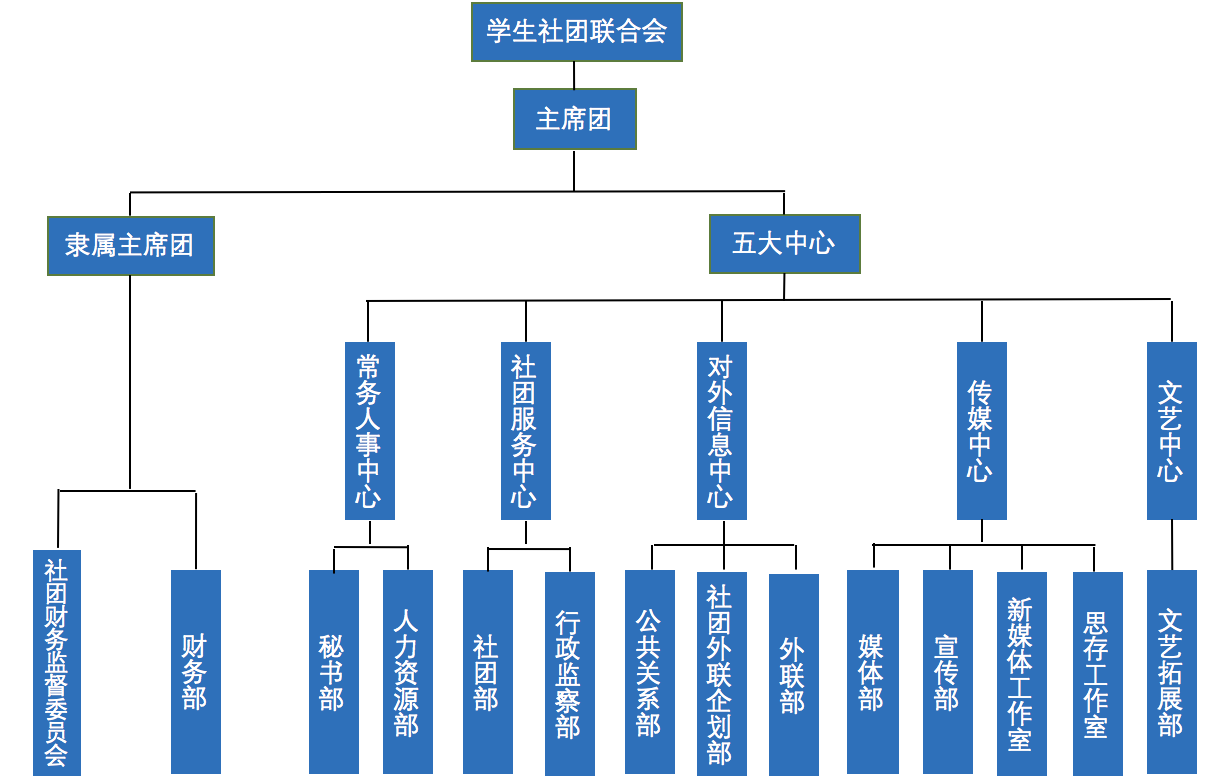 学生社团联合会
主席团
隶属主席团
五大中心
常务人事中心
社团服务中心
对外信息中心
传媒中心
文艺中心
社团财务监督委员会
财务部
秘书部
人力资源部
社团部
行政监察部
公共关系部
社团外联企划部
外联部
媒体部
宣传部
新媒体工作室
思存工作室
文艺拓展部